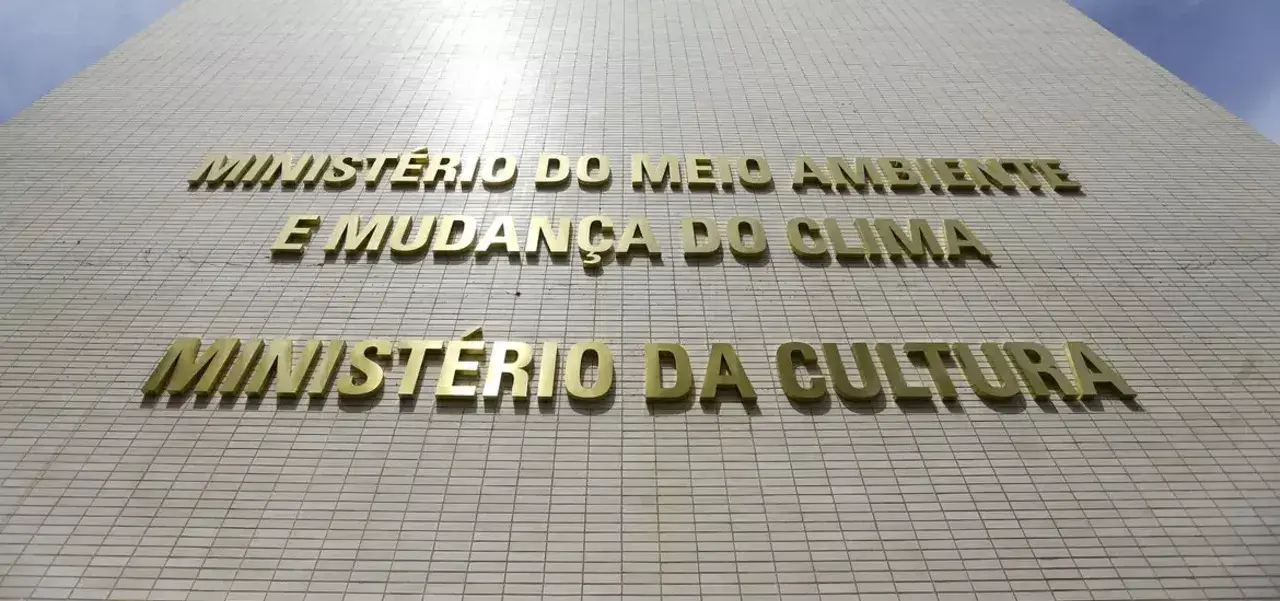 MINISTÉRIO DO MEIO AMBIENTE
E MUDANÇA DO CLIMA
MINISTÉRIO DA CULTURA